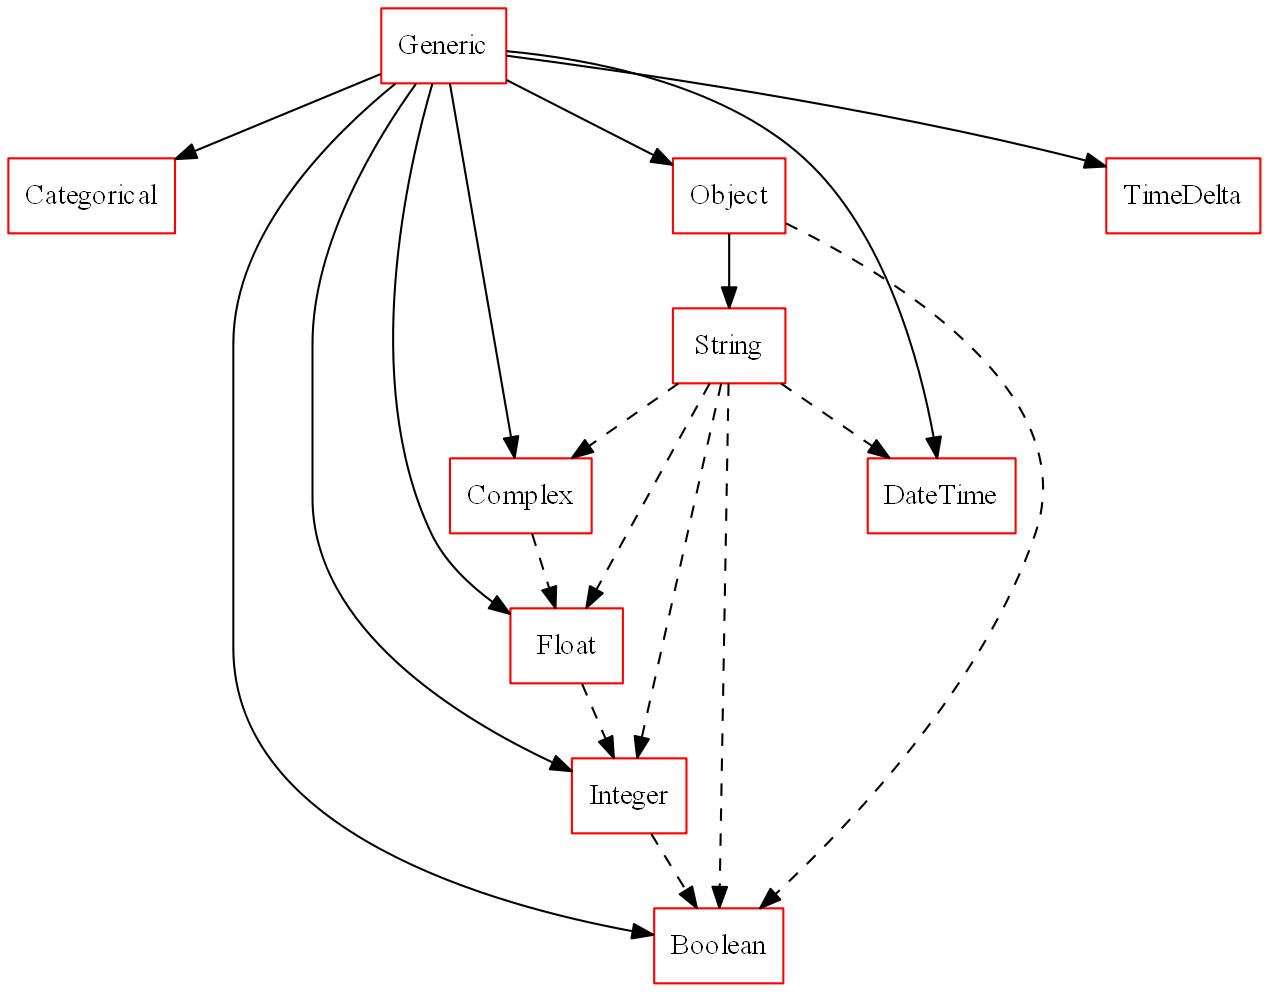 Generic
Categorical
Object
TimeDelta
String
Complex
DateTime
Float
Integer
Boolean